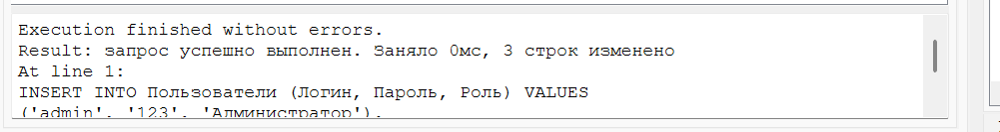 Execution finished without errors.
Result: запрос успешно выполнен. Заняло 0мс, 3 строк изменено
At line 1:
INSERT INTO Пользователи (Логин, Пароль, Роль) VALUES
('admin', '123', 'Администратор'),